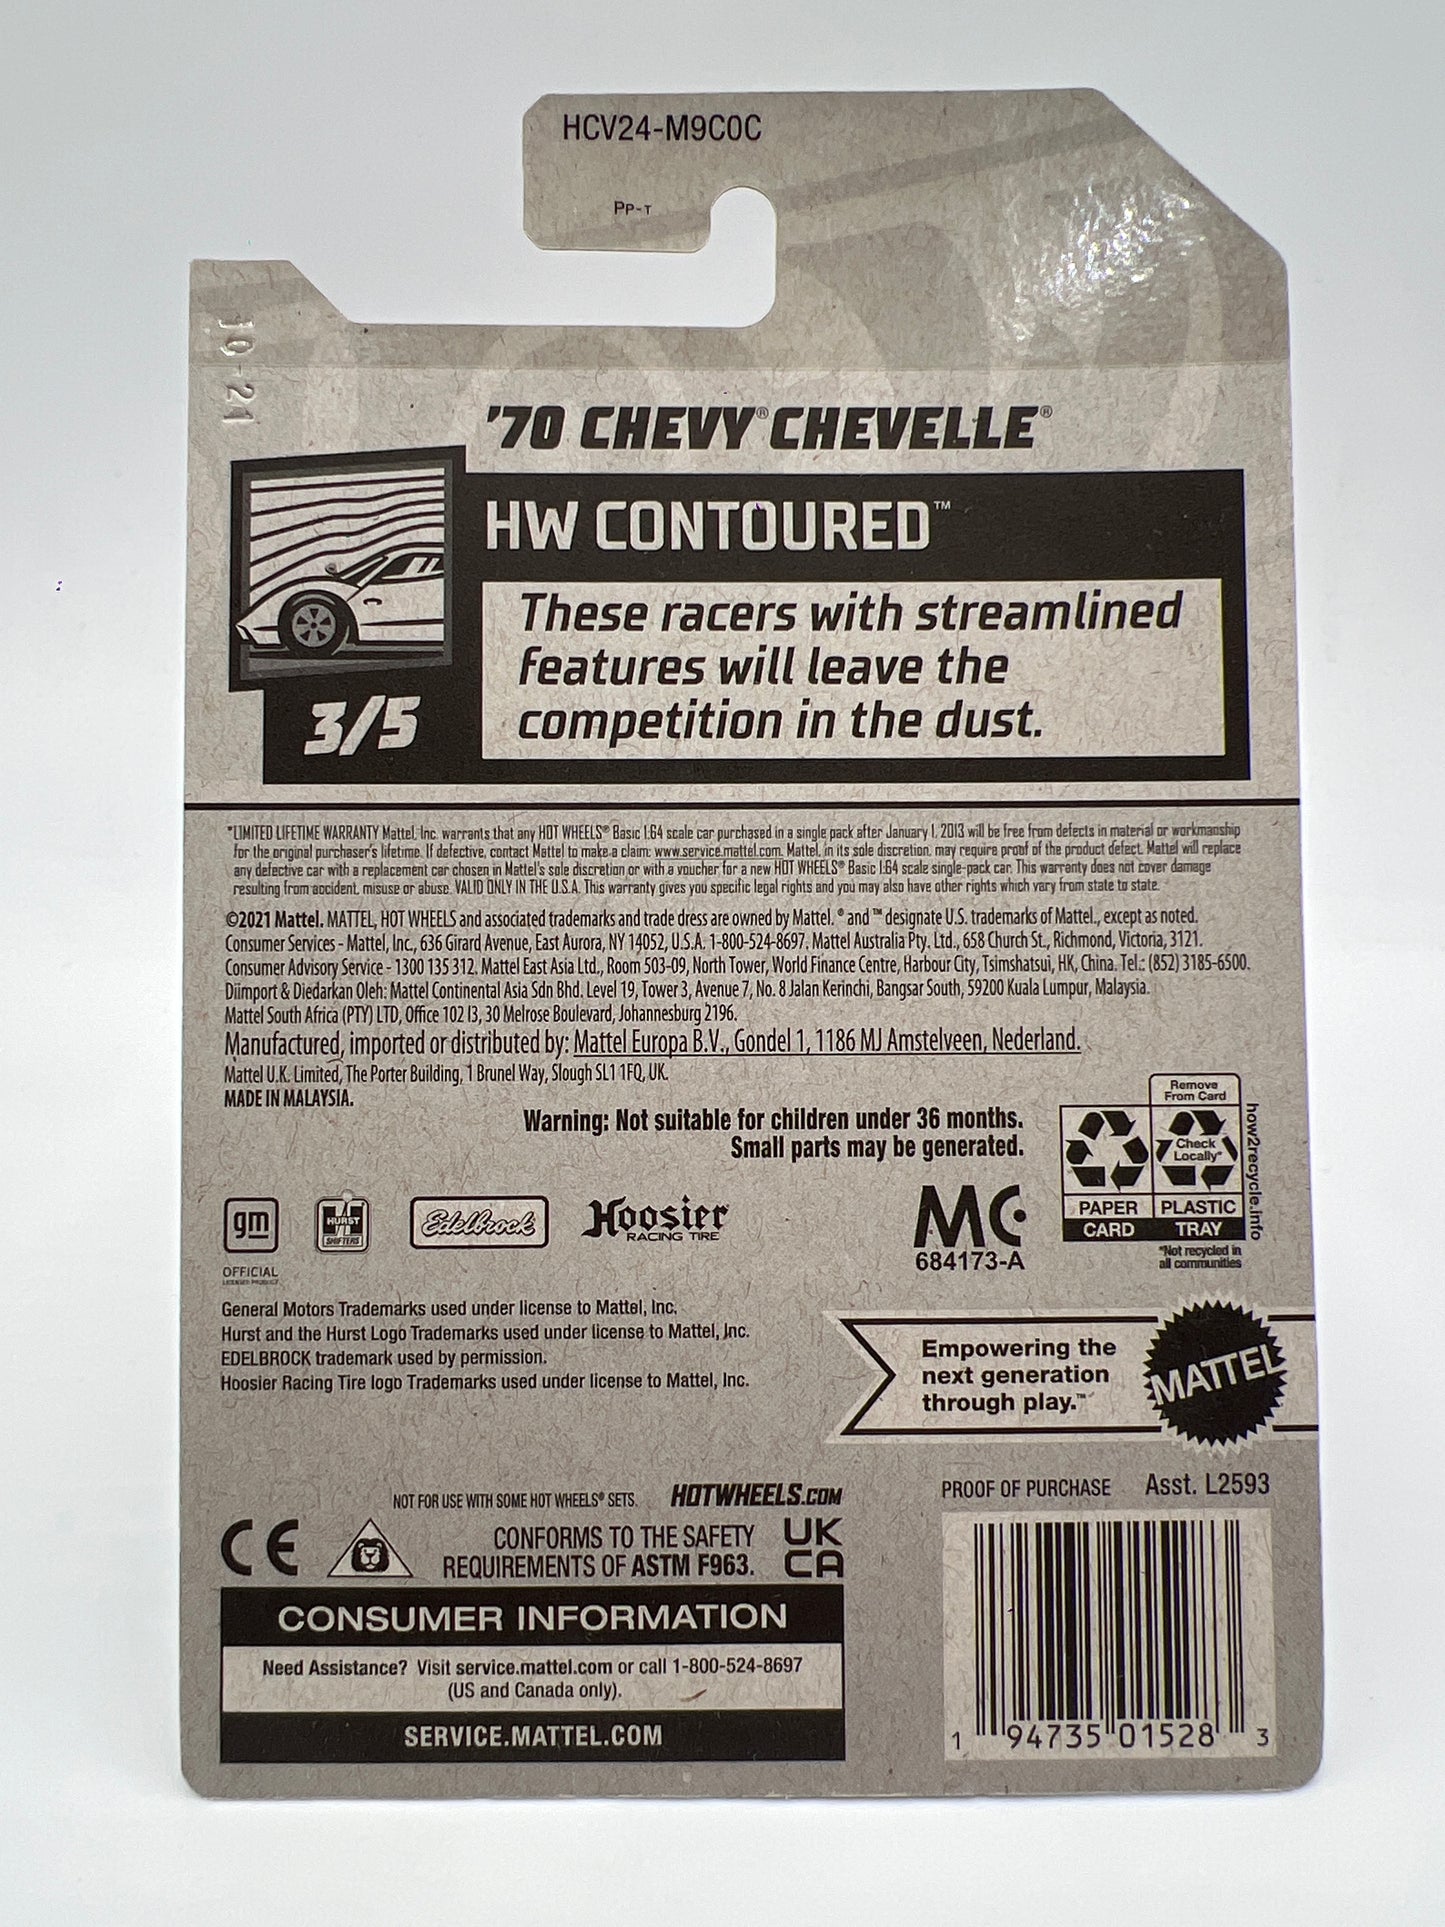 HCV24-M9C0C
PP-T
10-21
'70 CHEVY® CHEVELLE®
HW CONTOURED™
These racers with streamlined
features will leave the
competition in the dust.
3/5
*LIMITED LIFETIME WARRANTY Mattel, Inc. warrants that any HOT WHEELS® Basic 1:64 scale car purchased in a single pack after January 1, 2013 will be free from defects in material or workmanship
for the original purchaser's lifetime. If defective, contact Mattel to make a claim: www.service.mattel.com. Mattel, in its sole discretion, may require proof of the product defect. Mattel will replace
any defective car with a replacement car chosen in Mattel's sole discretion or with a voucher for a new HOT WHEELS® Basic 1:64 scale single-pack car. This warranty does not cover damage
resulting from accident, misuse or abuse. VALID ONLY IN THE U.S.A. This warranty gives you specific legal rights and you may also have other rights which vary from state to state.
©2021 Mattel. MATTEL, HOT WHEELS and associated trademarks and trade dress are owned by Mattel. ® and ™ designate U.S. trademarks of Mattel., except as noted.
Consumer Services - Mattel, Inc., 636 Girard Avenue, East Aurora, NY 14052, U.S.A. 1-800-524-8697. Mattel Australia Pty. Ltd., 658 Church St., Richmond, Victoria, 3121.
Consumer Advisory Service - 1300 135 312. Mattel East Asia Ltd., Room 503-09, North Tower, World Finance Centre, Harbour City, Tsimshatsui, HK, China. Tel.: (852) 3185-6500.
Diimport & Diedarkan Oleh: Mattel Continental Asia Sdn Bhd. Level 19, Tower 3, Avenue 7, No. 8 Jalan Kerinchi, Bangsar South, 59200 Kuala Lumpur, Malaysia.
Mattel South Africa (PTY) LTD, Office 102 I3, 30 Melrose Boulevard, Johannesburg 2196.
Manufactured, imported or distributed by: Mattel Europa B.V., Gondel 1, 1186 MJ Amstelveen, Nederland.
Mattel U.K. Limited, The Porter Building, 1 Brunel Way, Slough SL1 1FQ, UK.
MADE IN MALAYSIA.
Warning: Not suitable for children under 36 months.
Small parts may be generated.
Remove
From Card
Check
Locally*
PAPER
CARD
PLASTIC
TRAY
how2recycle.info
*Not recycled in
all communities
gm
OFFICIAL
LICENSED PRODUCT
HURST
SHIFTERS
Edelbrock
Hoosier
RACING TIRE
MC
684173-A
General Motors Trademarks used under license to Mattel, Inc.
Hurst and the Hurst Logo Trademarks used under license to Mattel, Inc.
EDELBROCK trademark used by permission.
Hoosier Racing Tire logo Trademarks used under license to Mattel, Inc.
Empowering the
next generation
through play.™
MATTEL
NOT FOR USE WITH SOME HOT WHEELS® SETS.
HOTWHEELS.COM
PROOF OF PURCHASE
Asst. L2593
CE
CONFORMS TO THE SAFETY
REQUIREMENTS OF ASTM F963.
UK
CA
CONSUMER INFORMATION
Need Assistance? Visit service.mattel.com or call 1-800-524-8697
(US and Canada only).
SERVICE.MATTEL.COM
1 94735 01528 3